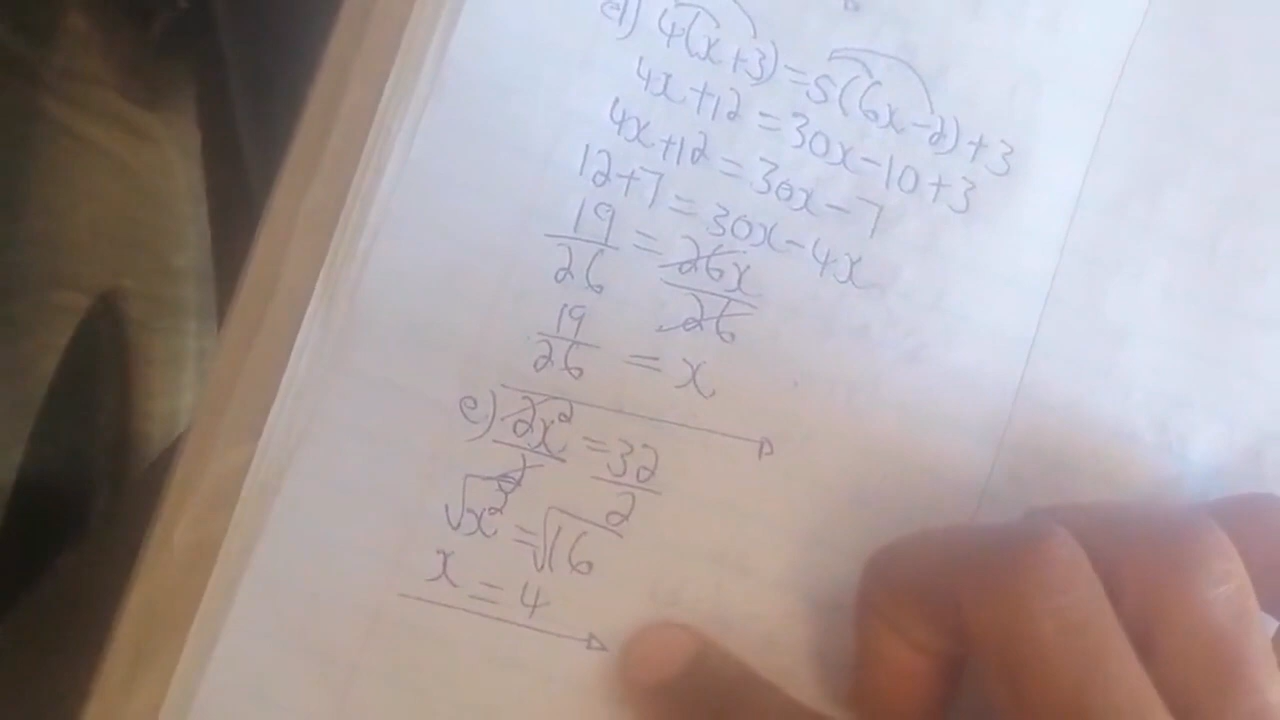 d) 4(x+3) = 5(6x-2)+3
4x+12 = 30x-10+3
4x+12 = 30x-7
12+7 = 30x-4x
19/26 = 26x/26
19/26 = x
e) 2x²/2 = 32/2
√x² = √16
x = 4